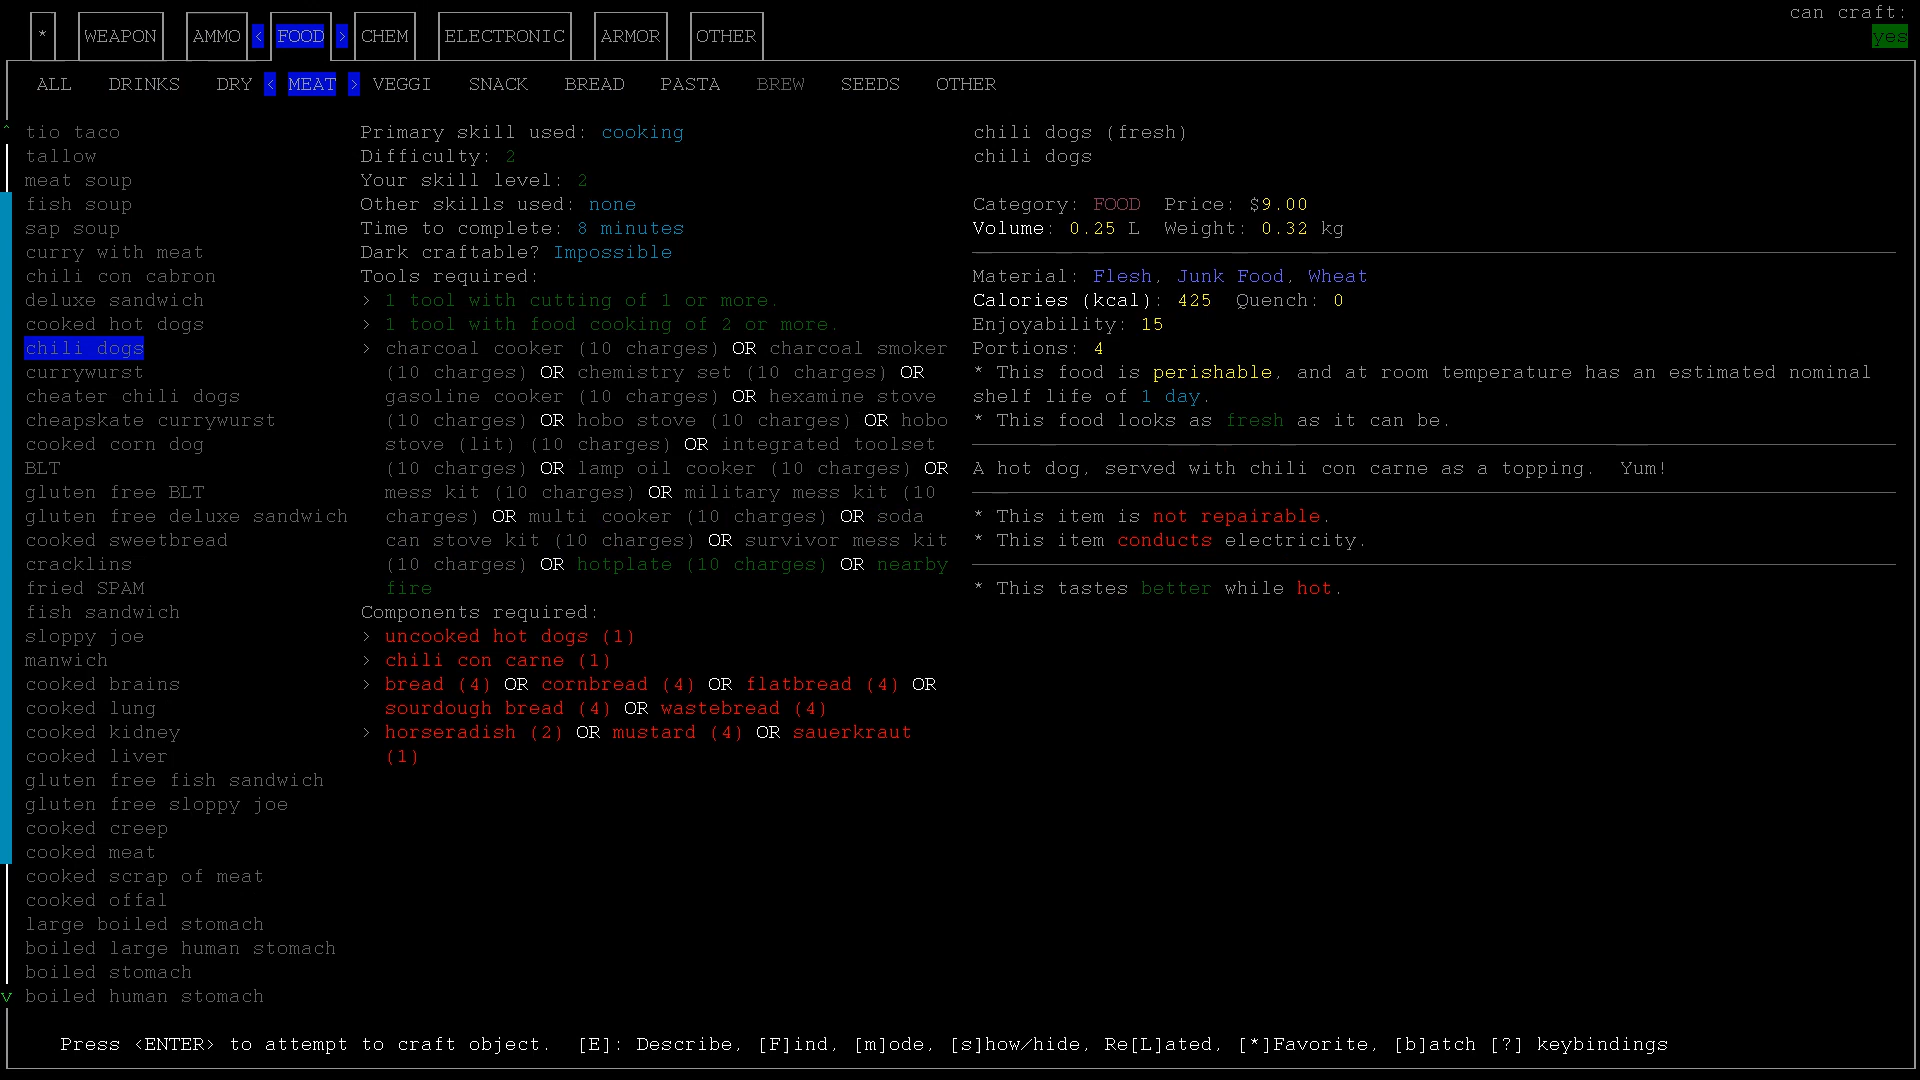 can craft:
* WEAPON AMMO < FOOD > CHEM ELECTRONIC ARMOR OTHER yes
ALL DRINKS DRY < MEAT > VEGGI SNACK BREAD PASTA BREW SEEDS OTHER
tio taco
tallow
meat soup
fish soup
sap soup
curry with meat
chili con cabron
deluxe sandwich
cooked hot dogs
chili dogs
currywurst
cheater chili dogs
cheapskate currywurst
cooked corn dog
BLT
gluten free BLT
gluten free deluxe sandwich
cooked sweetbread
cracklins
fried SPAM
fish sandwich
sloppy joe
manwich
cooked brains
cooked lung
cooked kidney
cooked liver
gluten free fish sandwich
gluten free sloppy joe
cooked creep
cooked meat
cooked scrap of meat
cooked offal
large boiled stomach
boiled large human stomach
boiled stomach
v boiled human stomach
Primary skill used: cooking
Difficulty: 2
Your skill level: 2
Other skills used: none
Time to complete: 8 minutes
Dark craftable? Impossible
Tools required:
> 1 tool with cutting of 1 or more.
> 1 tool with food cooking of 2 or more.
> charcoal cooker (10 charges) OR charcoal smoker
(10 charges) OR chemistry set (10 charges) OR
gasoline cooker (10 charges) OR hexamine stove
(10 charges) OR hobo stove (10 charges) OR hobo
stove (lit) (10 charges) OR integrated toolset
(10 charges) OR lamp oil cooker (10 charges) OR
mess kit (10 charges) OR military mess kit (10
charges) OR multi cooker (10 charges) OR soda
can stove kit (10 charges) OR survivor mess kit
(10 charges) OR hotplate (10 charges) OR nearby
fire
Components required:
> uncooked hot dogs (1)
> chili con carne (1)
> bread (4) OR cornbread (4) OR flatbread (4) OR
sourdough bread (4) OR wastebread (4)
> horseradish (2) OR mustard (4) OR sauerkraut
(1)
chili dogs (fresh)
chili dogs
Category: FOOD Price: $9.00
Volume: 0.25 L Weight: 0.32 kg
Material: Flesh, Junk Food, Wheat
Calories (kcal): 425 Quench: 0
Enjoyability: 15
Portions: 4
* This food is perishable, and at room temperature has an estimated nominal
shelf life of 1 day.
* This food looks as fresh as it can be.
A hot dog, served with chili con carne as a topping. Yum!
* This item is not repairable.
* This item conducts electricity.
* This tastes better while hot.
Press <ENTER> to attempt to craft object. [E]: Describe, [F]ind, [m]ode, [s]how/hide, Re[L]ated, [*]Favorite, [b]atch [?] keybindings